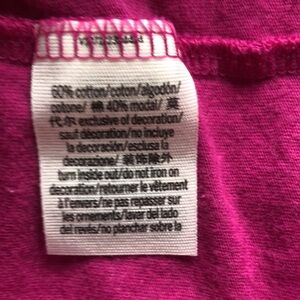 60% cotton/coton/algodón/
cotone/ 棉 40% modal/ 莫
代尔 exclusive of decoration/
sauf décoration/no incluye
la decoración/esclusa la
decorazione/ 装饰除外
turn inside out/do not iron on
decoration/retourner le vêtement
à l'envers/ne pas repasser sur
les ornements/lavar del lado
del revés/no planchar sobre la